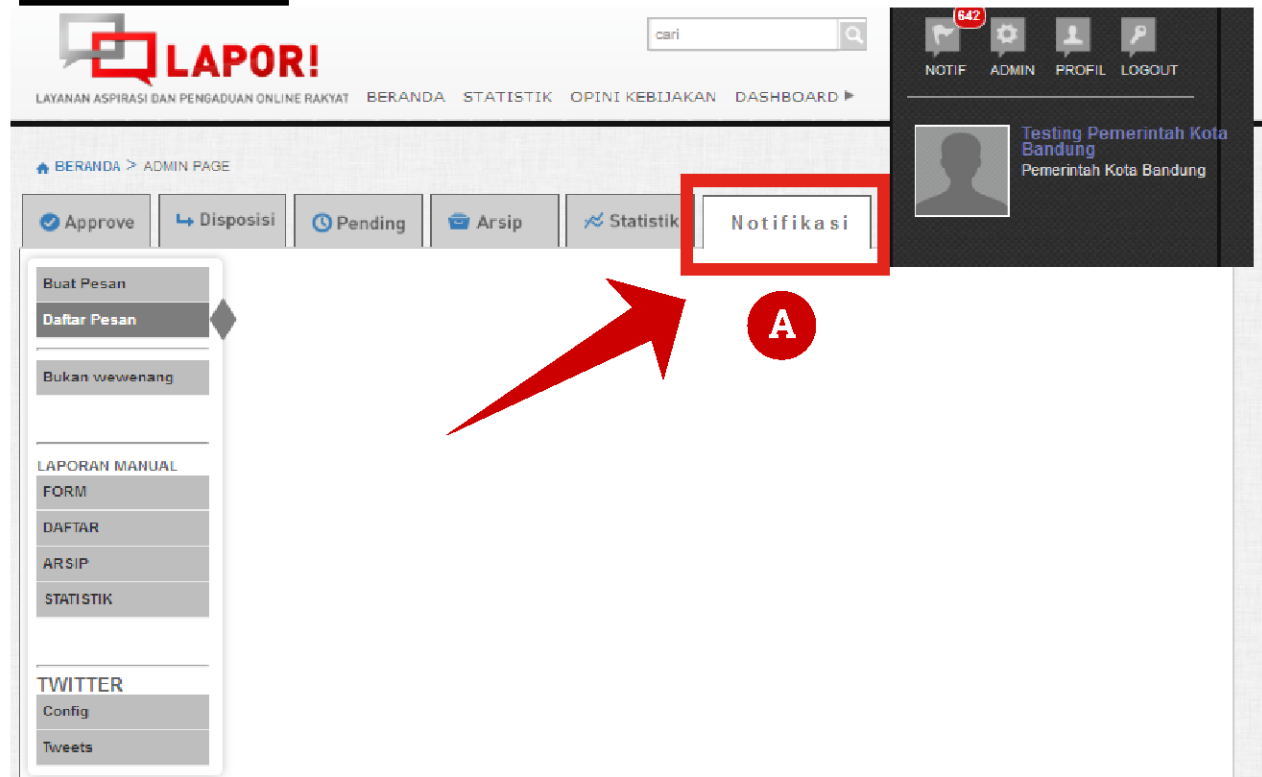 LAPOR!
LAYANAN ASPIRASI DAN PENGADUAN ONLINE RAKYAT
cari
BERANDA STATISTIK OPINI KEBIJAKAN DASHBOARD ▶
642
NOTIF ADMIN PROFIL LOGOUT
Testing Pemerintah Kota
Bandung
Pemerintah Kota Bandung
BERANDA > ADMIN PAGE
Approve Disposisi Pending Arsip Statistik Notifikasi
A
Buat Pesan
Daftar Pesan
Bukan wewenang
LAPORAN MANUAL
FORM
DAFTAR
ARSIP
STATISTIK
TWITTER
Config
Tweets